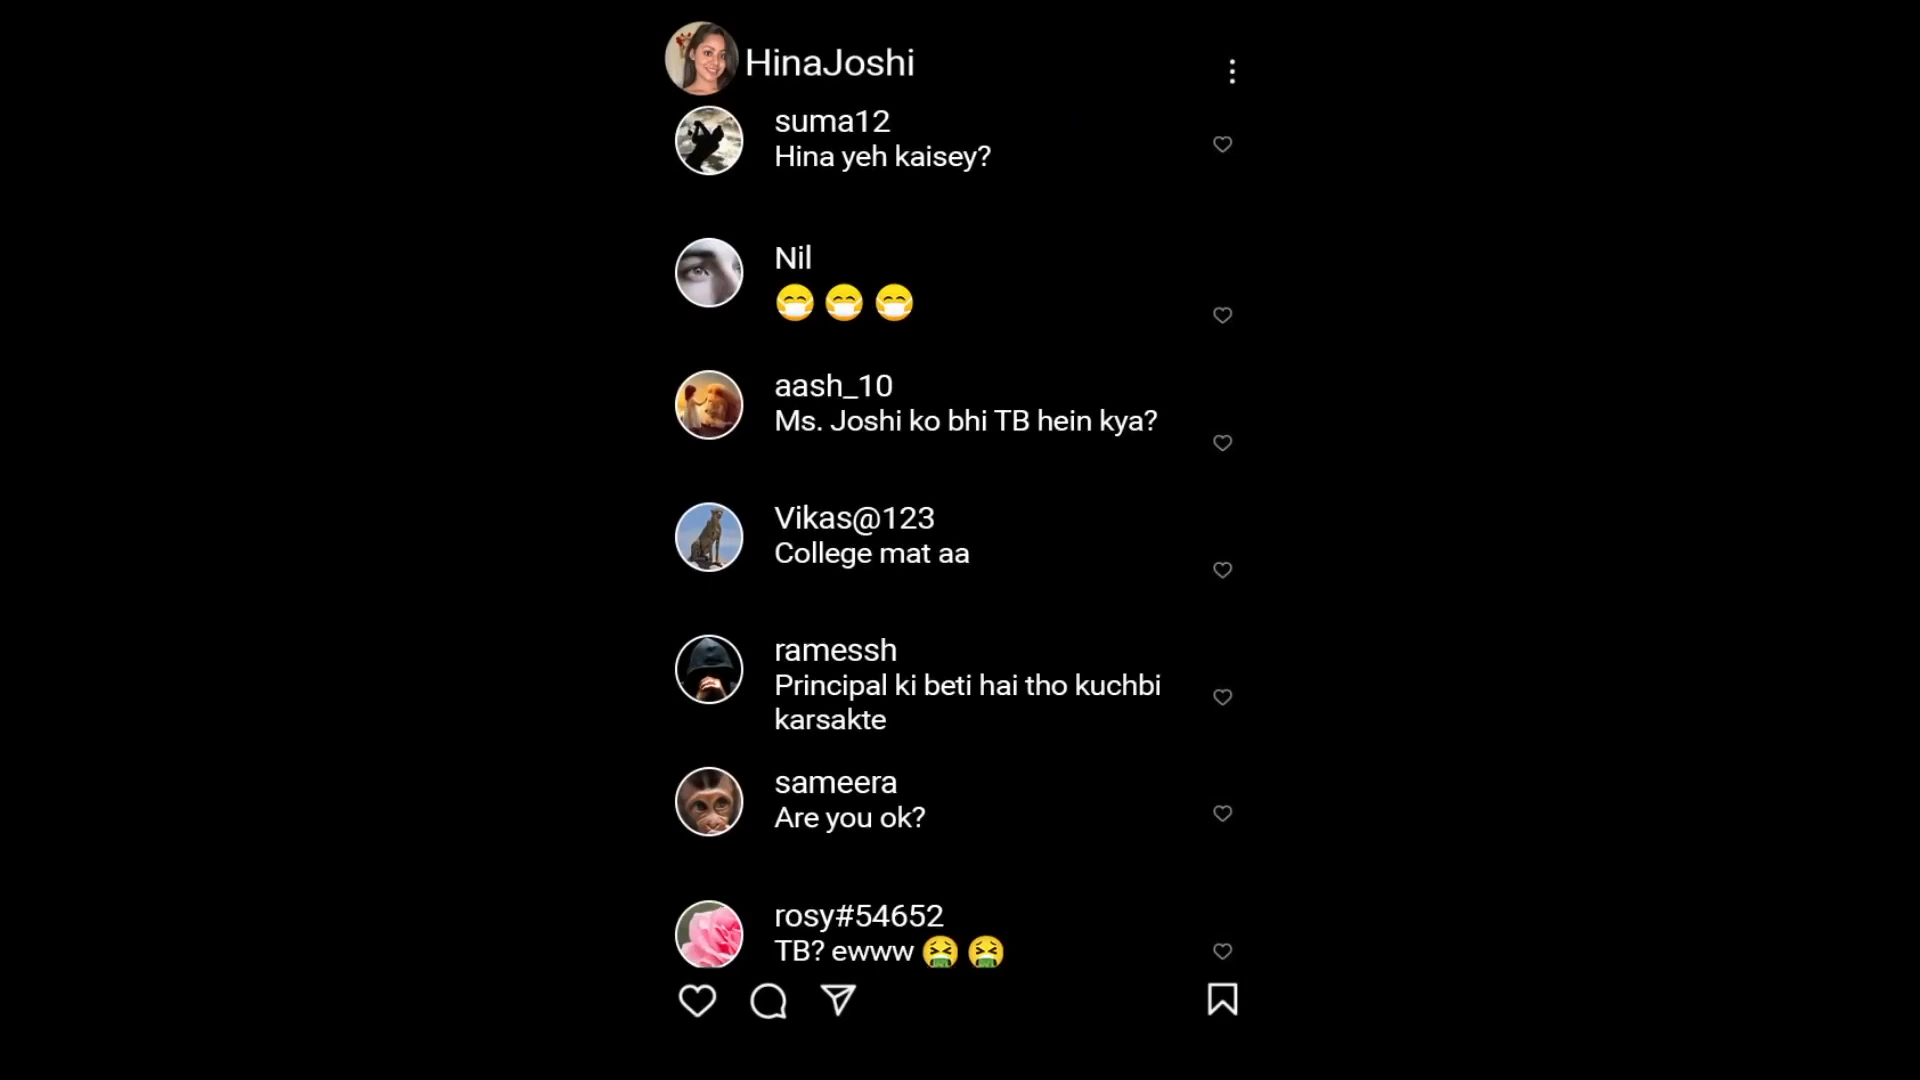 HinaJoshi
suma12
Hina yeh kaisey?
Nil
😷 😷 😷
aash_10
Ms. Joshi ko bhi TB hein kya?
Vikas@123
College mat aa
ramessh
Principal ki beti hai tho kuchbi
karsakte
sameera
Are you ok?
rosy#54652
TB? ewww 🤮 🤮